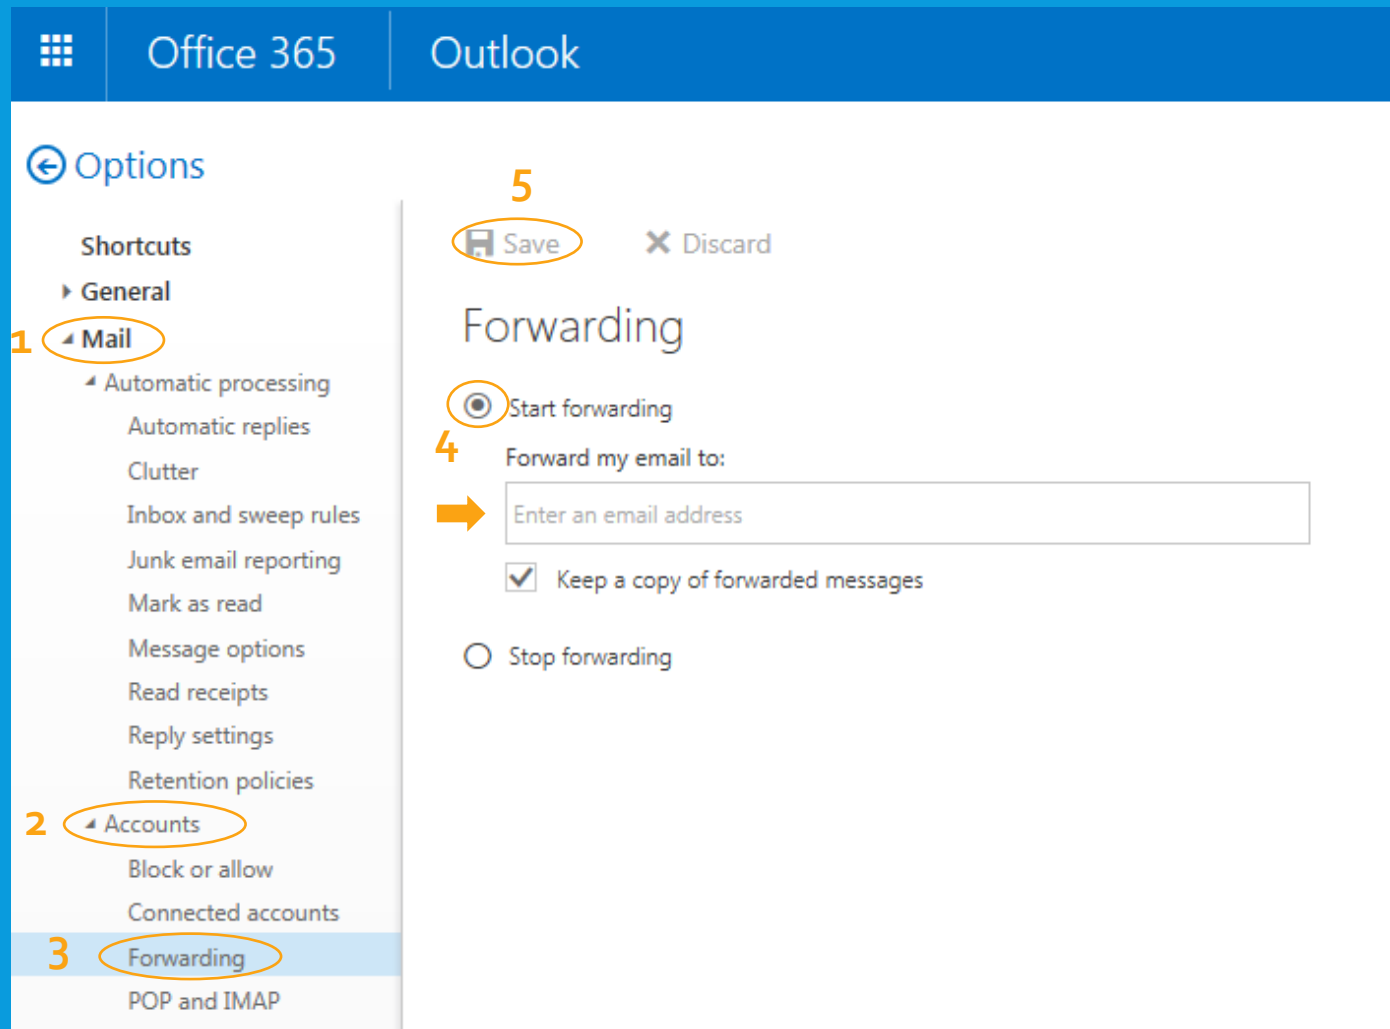 Office 365 Outlook
Options
Shortcuts
General
1 Mail
Automatic processing
Automatic replies
Clutter
Inbox and sweep rules
Junk email reporting
Mark as read
Message options
Read receipts
Reply settings
Retention policies
2 Accounts
Block or allow
Connected accounts
3 Forwarding
POP and IMAP
5
Save Discard
Forwarding
Start forwarding
4
Forward my email to:
Enter an email address
Keep a copy of forwarded messages
Stop forwarding